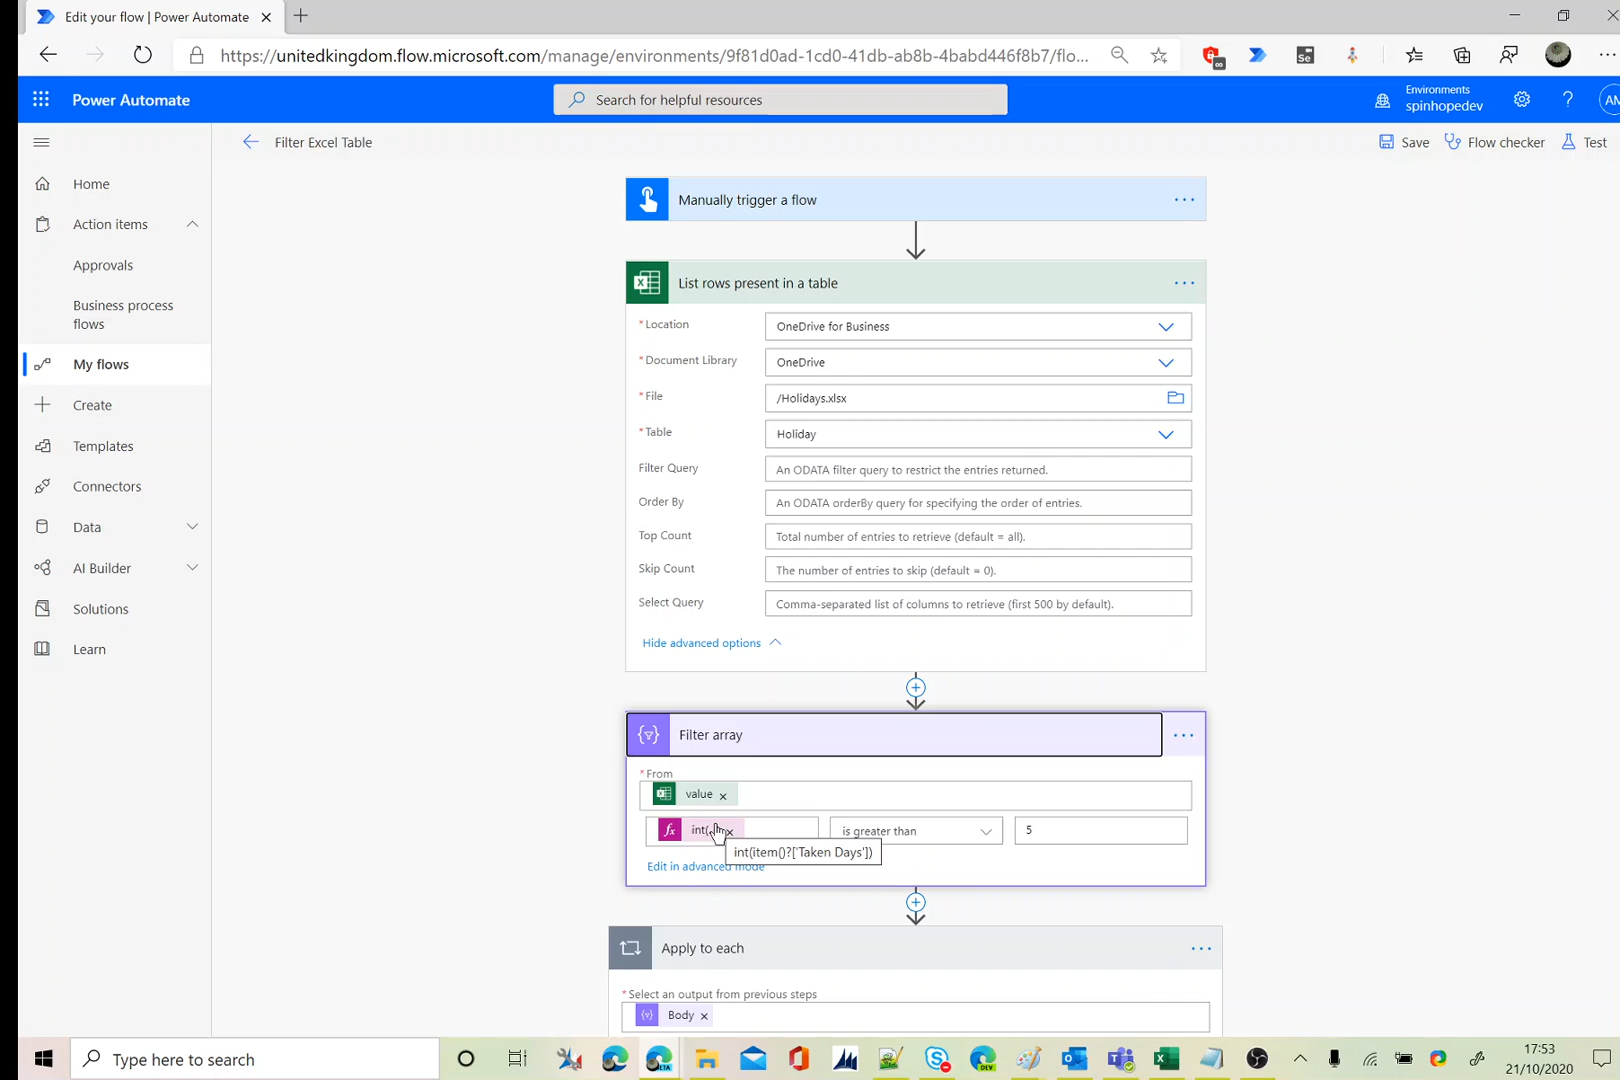 Edit your flow | Power Automate
https://unitedkingdom.flow.microsoft.com/manage/environments/9f81d0ad-1cd0-41db-ab8b-4babd446f8b7/flo...
Power Automate
Search for helpful resources
Environments
spinhopedev
?
Filter Excel Table
Save
Flow checker
Test
Home
Action items
Approvals
Business process
flows
My flows
Create
Templates
Connectors
Data
AI Builder
Solutions
Learn
Manually trigger a flow
List rows present in a table
* Location
OneDrive for Business
* Document Library
OneDrive
* File
/Holidays.xlsx
* Table
Holiday
Filter Query
An ODATA filter query to restrict the entries returned.
Order By
An ODATA orderBy query for specifying the order of entries.
Top Count
Total number of entries to retrieve (default = all).
Skip Count
The number of entries to skip (default = 0).
Select Query
Comma-separated list of columns to retrieve (first 500 by default).
Hide advanced options
Filter array
* From
value
fx int(
is greater than
5
int(item()?['Taken Days'])
Edit in advanced mode
Apply to each
* Select an output from previous steps
Body
Type here to search
17:53
21/10/2020